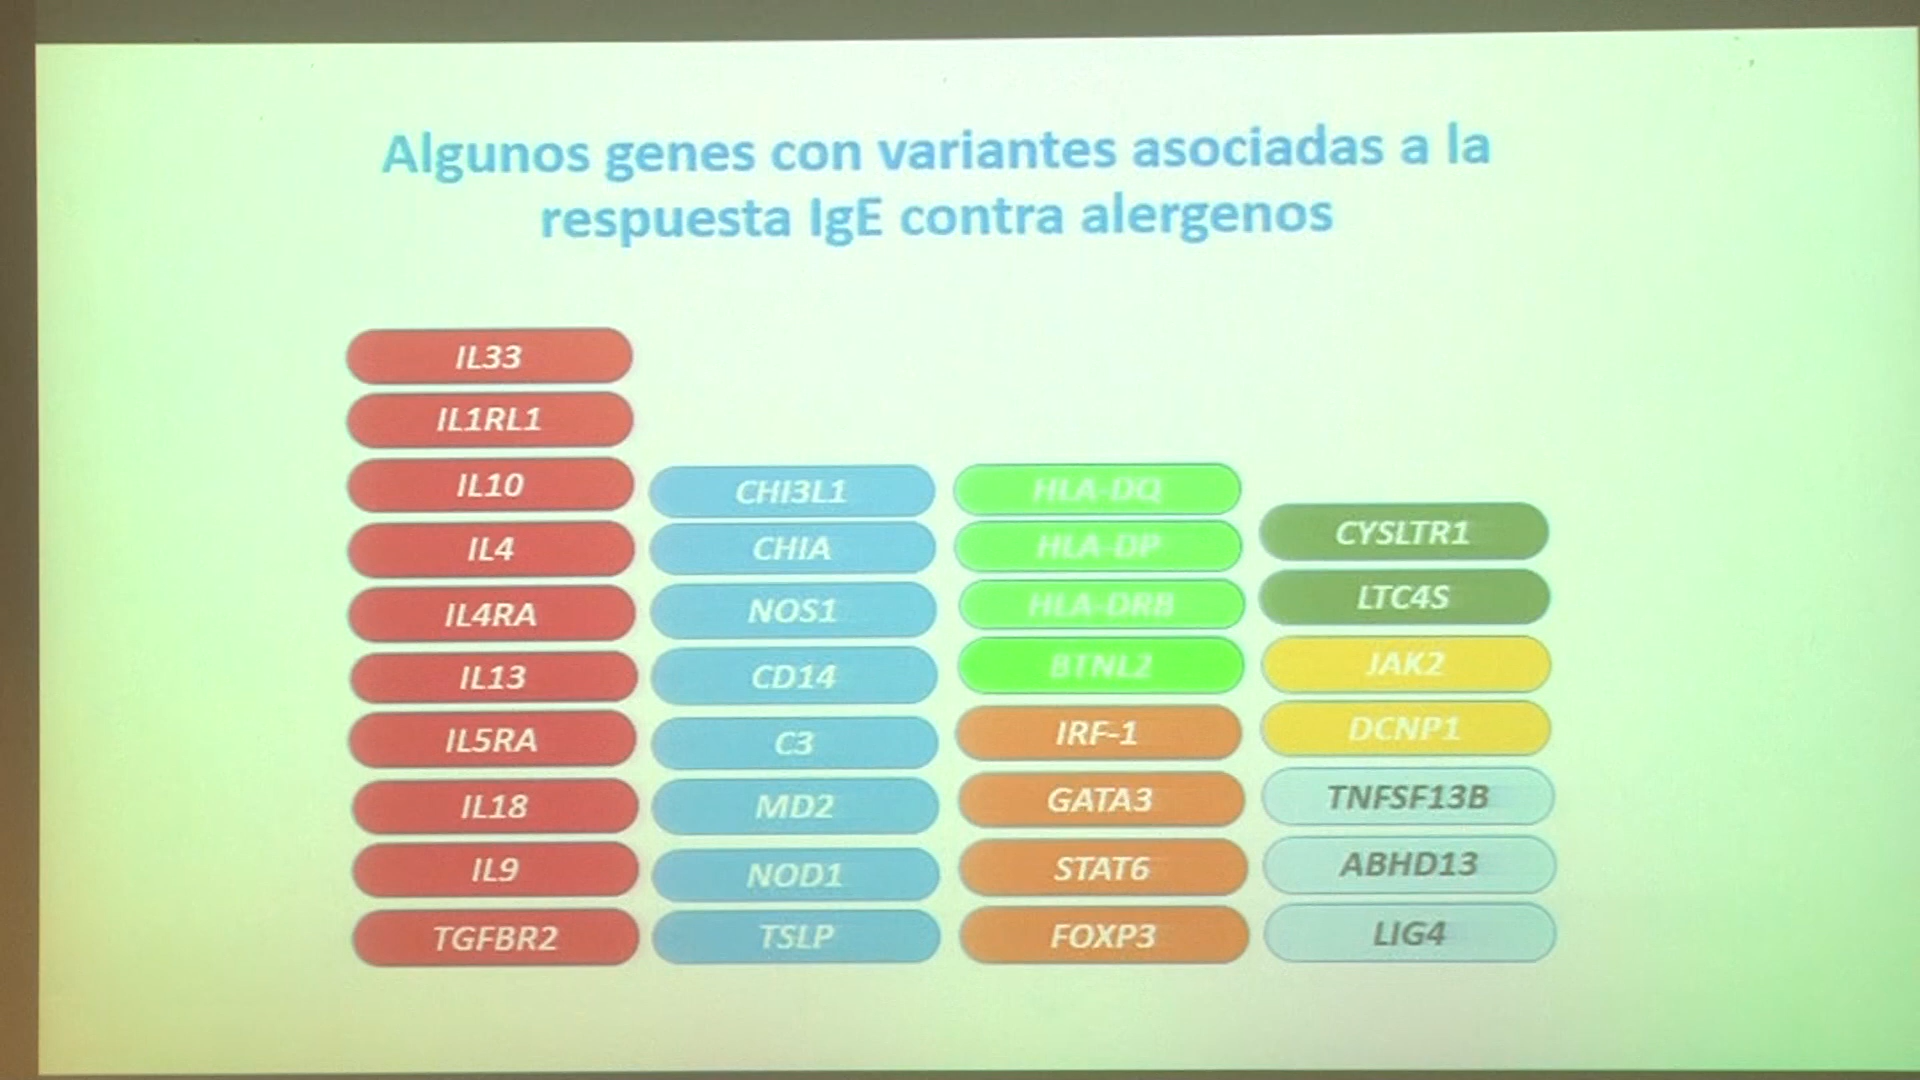 Algunos genes con variantes asociadas a la
respuesta IgE contra alergenos
IL33
IL1RL1
IL10
IL4
IL4RA
IL13
IL5RA
IL18
IL9
TGFBR2
CHI3L1
CHIA
NOS1
CD14
C3
MD2
NOD1
TSLP
HLA-DQ
HLA-DP
HLA-DRB
BTNL2
IRF-1
GATA3
STAT6
FOXP3
CYSLTR1
LTC4S
JAK2
DCNP1
TNFSF13B
ABHD13
LIG4